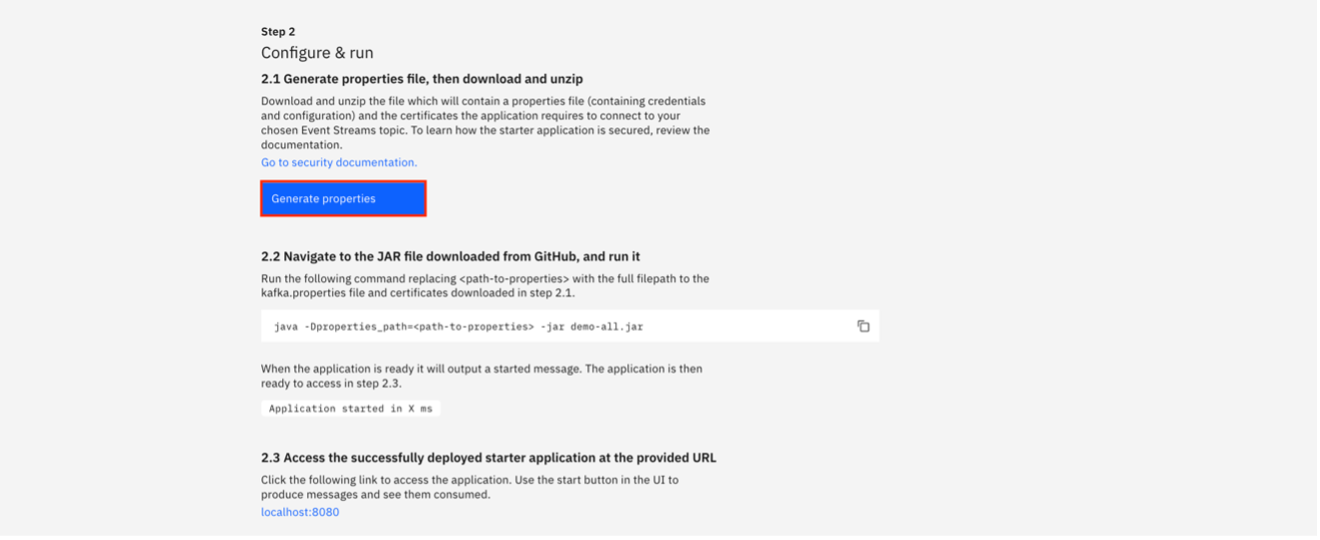 Step 2
Configure & run
2.1 Generate properties file, then download and unzip
Download and unzip the file which will contain a properties file (containing credentials
and configuration) and the certificates the application requires to connect to your
chosen Event Streams topic. To learn how the starter application is secured, review the
documentation.
Go to security documentation.
Generate properties
2.2 Navigate to the JAR file downloaded from GitHub, and run it
Run the following command replacing <path-to-properties> with the full filepath to the
kafka.properties file and certificates downloaded in step 2.1.
java -Dproperties_path=<path-to-properties> -jar demo-all.jar
When the application is ready it will output a started message. The application is then
ready to access in step 2.3.
Application started in X ms
2.3 Access the successfully deployed starter application at the provided URL
Click the following link to access the application. Use the start button in the UI to
produce messages and see them consumed.
localhost:8080